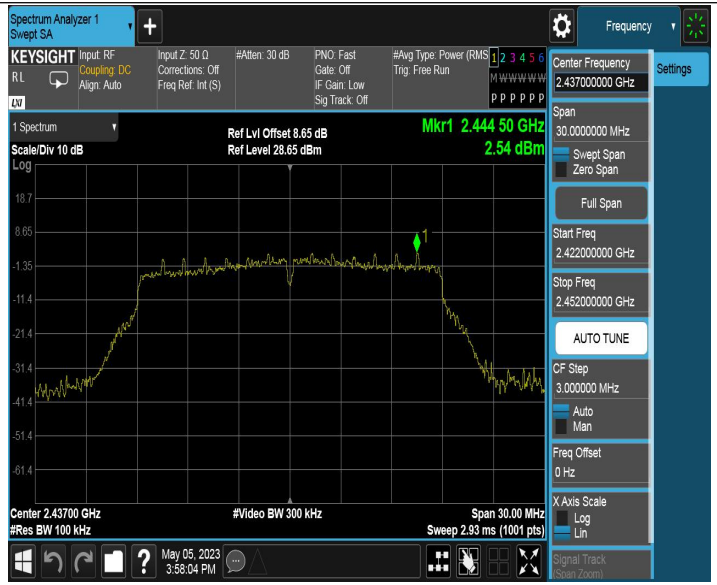 Spectrum Analyzer 1
Swept SA
+
Frequency
KEYSIGHT
RL
LXI
Input: RF
Coupling: DC
Align: Auto
Input Z: 50 Ω
Corrections: Off
Freq Ref: Int (S)
#Atten: 30 dB
PNO: Fast
Gate: Off
IF Gain: Low
Sig Track: Off
#Avg Type: Power (RMS
Trig: Free Run
1 2 3 4 5 6
M W W W W W
P P P P P P
1 Spectrum
Scale/Div 10 dB
Log
Ref Lvl Offset 8.65 dB
Ref Level 28.65 dBm
Mkr1 2.444 50 GHz
2.54 dBm
18.7
8.65
-1.35
-11.4
-21.4
-31.4
-41.4
-51.4
-61.4
1
Center 2.43700 GHz
#Res BW 100 kHz
#Video BW 300 kHz
Span 30.00 MHz
Sweep 2.93 ms (1001 pts)
Center Frequency
2.437000000 GHz
Settings
Span
30.0000000 MHz
Swept Span
Zero Span
Full Span
Start Freq
2.422000000 GHz
Stop Freq
2.452000000 GHz
AUTO TUNE
CF Step
3.000000 MHz
Auto
Man
Freq Offset
0 Hz
X Axis Scale
Log
Lin
Signal Track
(Span Zoom)
?
May 05, 2023
3:58:04 PM